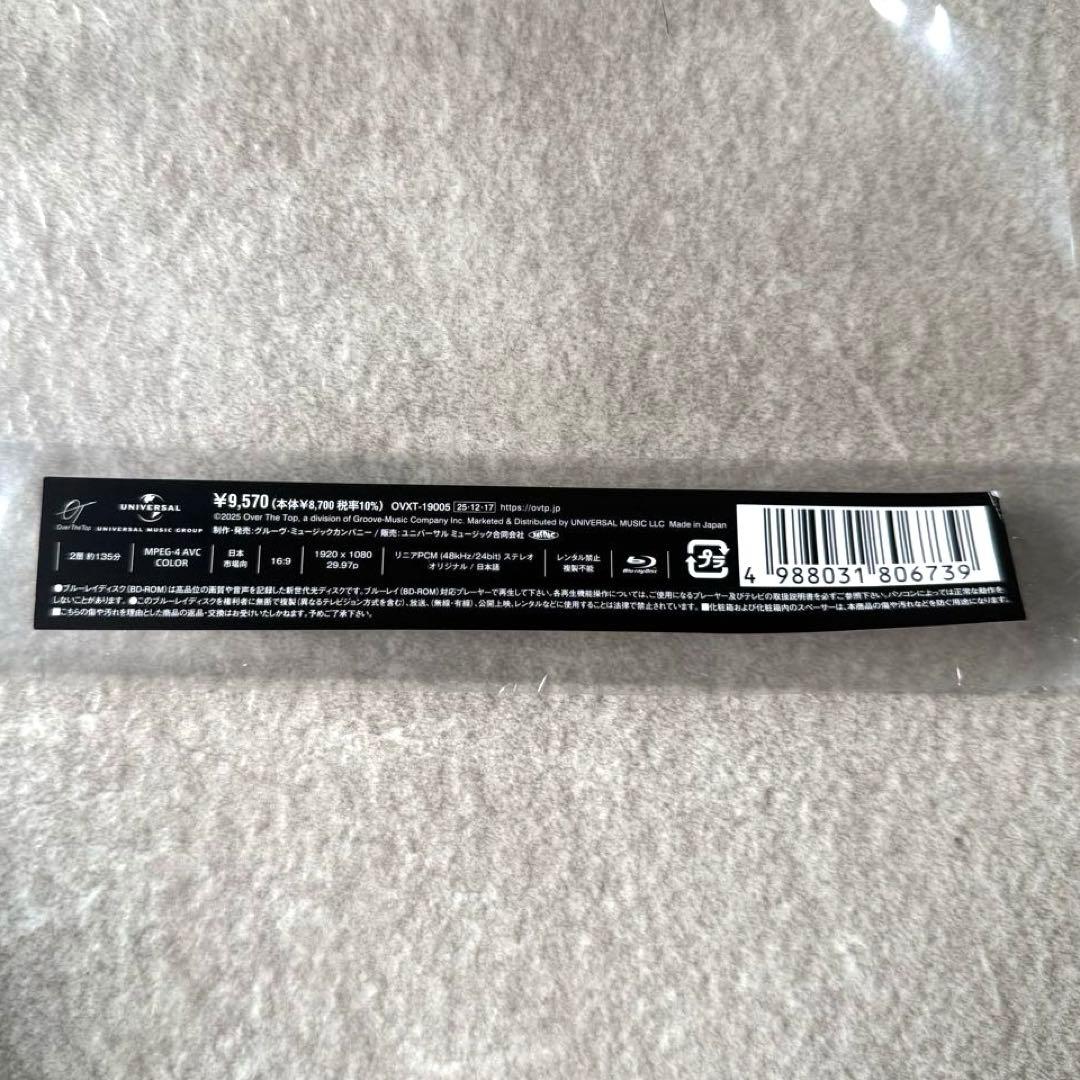 Over The Top
UNIVERSAL
UNIVERSAL MUSIC GROUP
¥9,570(本体¥8,700 税率10%) OVXT-19005 25・12・17 https://ovtp.jp
©2025 Over The Top, a division of Groove-Music Company Inc. Marketed & Distributed by UNIVERSAL MUSIC LLC Made in Japan
制作・発売:グルーヴ・ミュージックカンパニー / 販売:ユニバーサル ミュージック合同会社
2層 約135分
MPEG-4 AVC
COLOR
日本
市場向
16:9
1920 x 1080
29.97p
リニアPCM (48kHz/24bit) ステレオ
オリジナル / 日本語
レンタル禁止
複製不能
Blu-ray Disc
プラ
4 988031 806739
●ブルーレイディスク(BD-ROM)は高品位の画質や音声を記録した新世代光ディスクです。ブルーレイ(BD-ROM)対応プレーヤーで再生して下さい。各再生機能操作については、ご使用になるプレーヤー及びテレビの取扱説明書を必ずご参照下さい。パソコンによっては正常な動作を
しないことがあります。●このブルーレイディスクを権利者に無断で複製(異なるテレビジョン方式を含む)、放送、(無線・有線)、公開上映、レンタルなどに使用することは法律で禁止されています。■化粧箱および化粧箱内のスペーサーは、本商品の傷や汚れなどを防ぐ用途になります。
■こちらの傷や汚れを理由とした商品の返品・交換はお受けいたしかねます。予めご了承下さい。